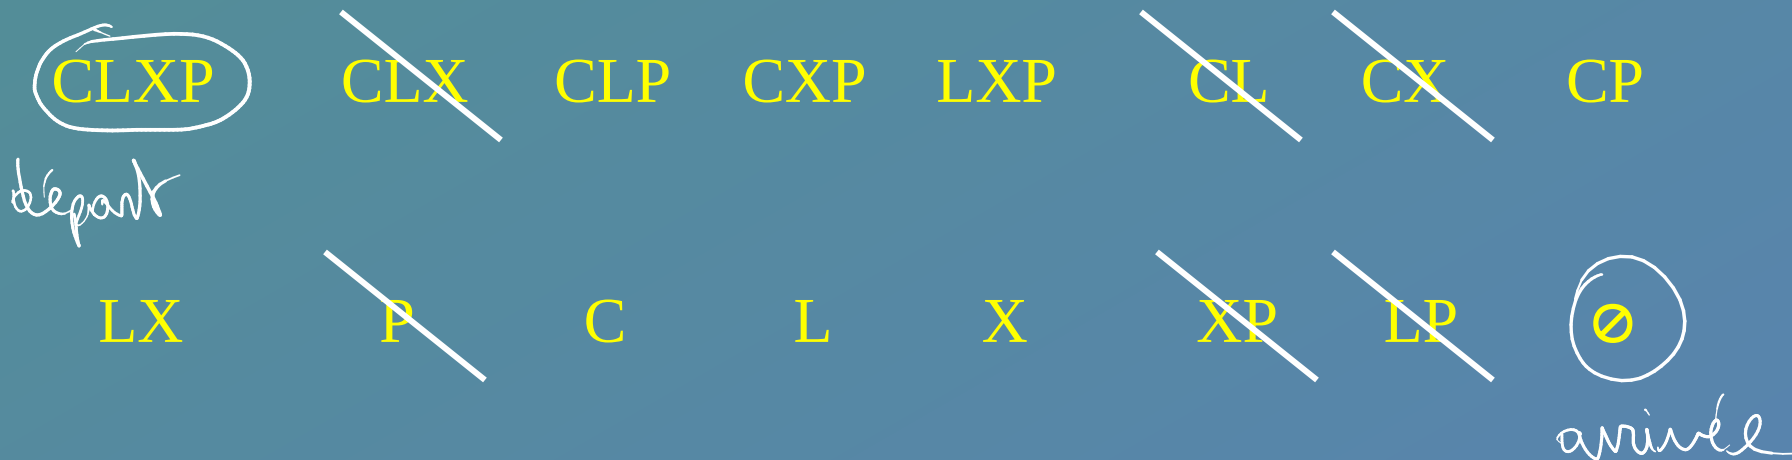 CLXP CLX CLP CXP LXP CL CX CP
départ
LX P C L X XP LP ∅
arrivée